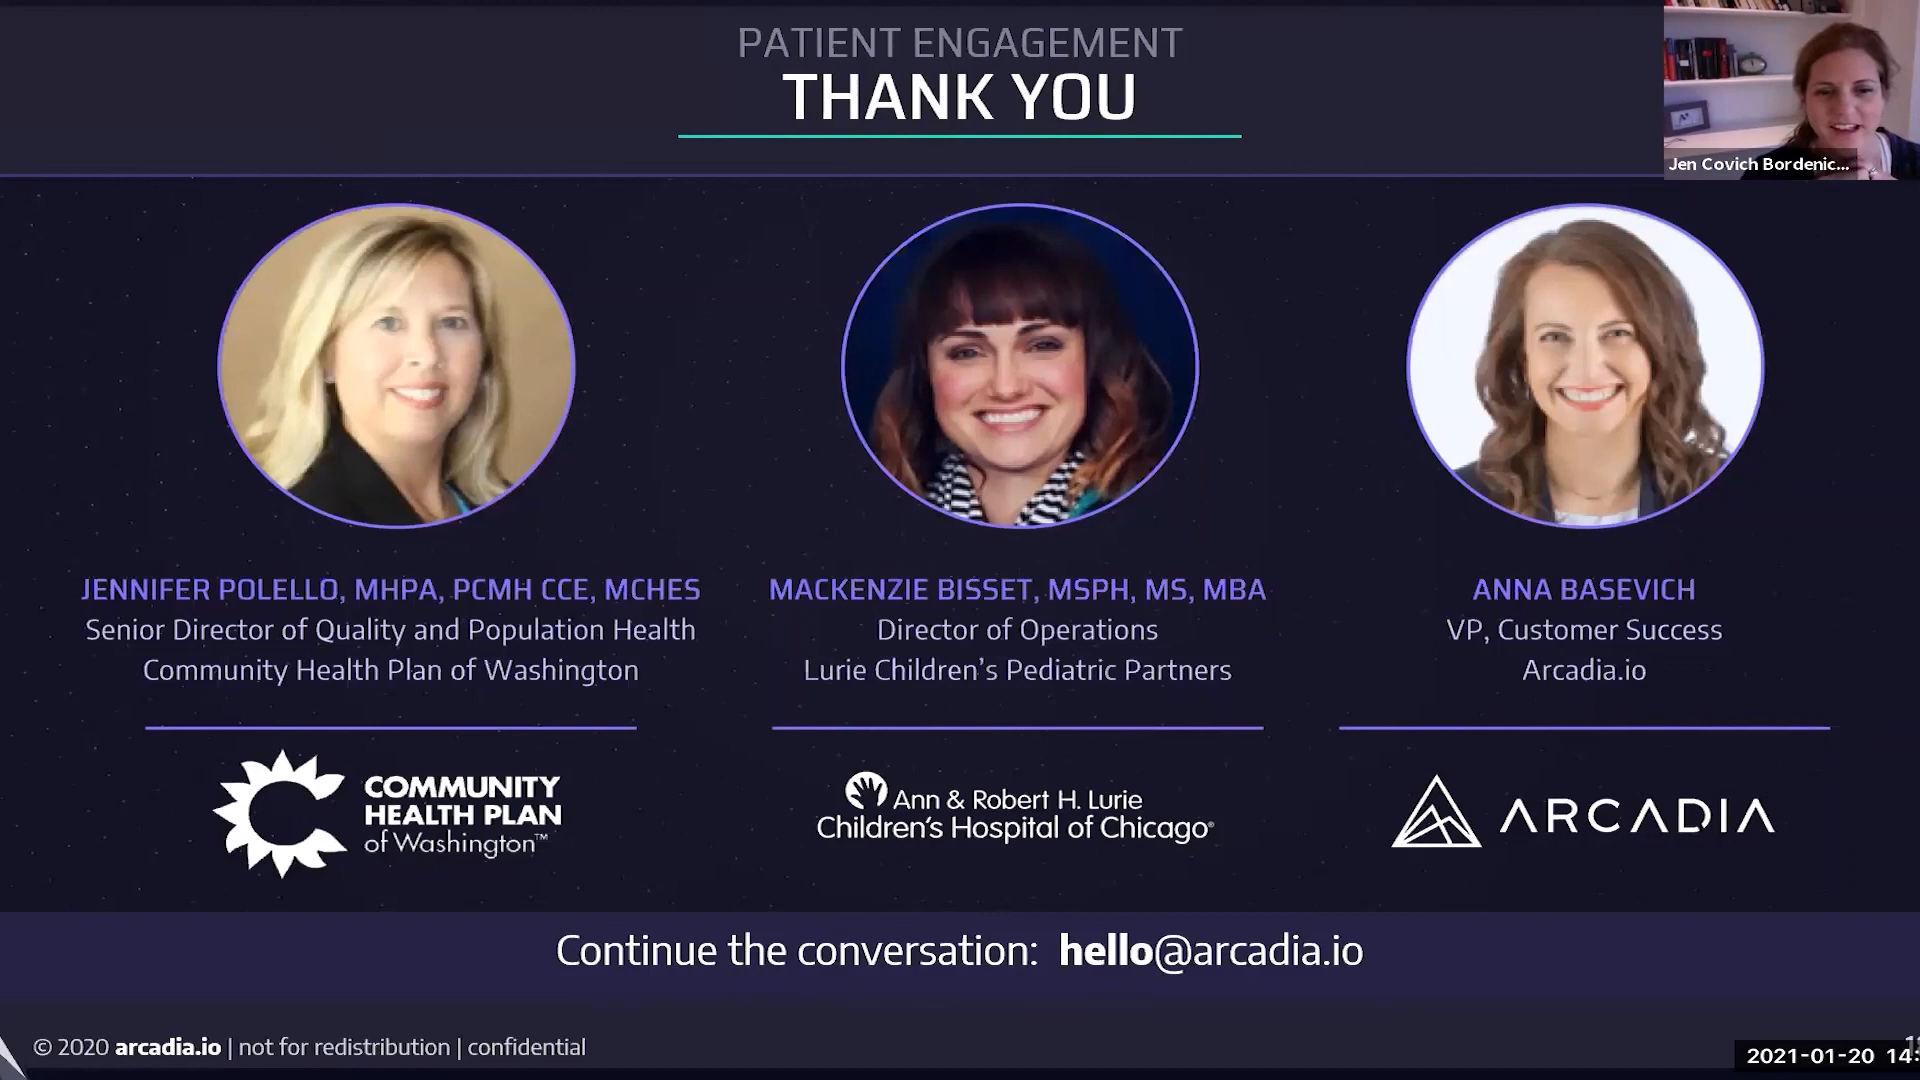 PATIENT ENGAGEMENT
THANK YOU
Jen Covich Bordenic...
JENNIFER POLELLO, MHPA, PCMH CCE, MCHES
Senior Director of Quality and Population Health
Community Health Plan of Washington
MACKENZIE BISSET, MSPH, MS, MBA
Director of Operations
Lurie Children's Pediatric Partners
ANNA BASEVICH
VP, Customer Success
Arcadia.io
COMMUNITY
HEALTH PLAN
of Washington™
Ann & Robert H. Lurie
Children's Hospital of Chicago®
ARCADIA
Continue the conversation: hello@arcadia.io
© 2020 arcadia.io | not for redistribution | confidential
2021-01-20 14: